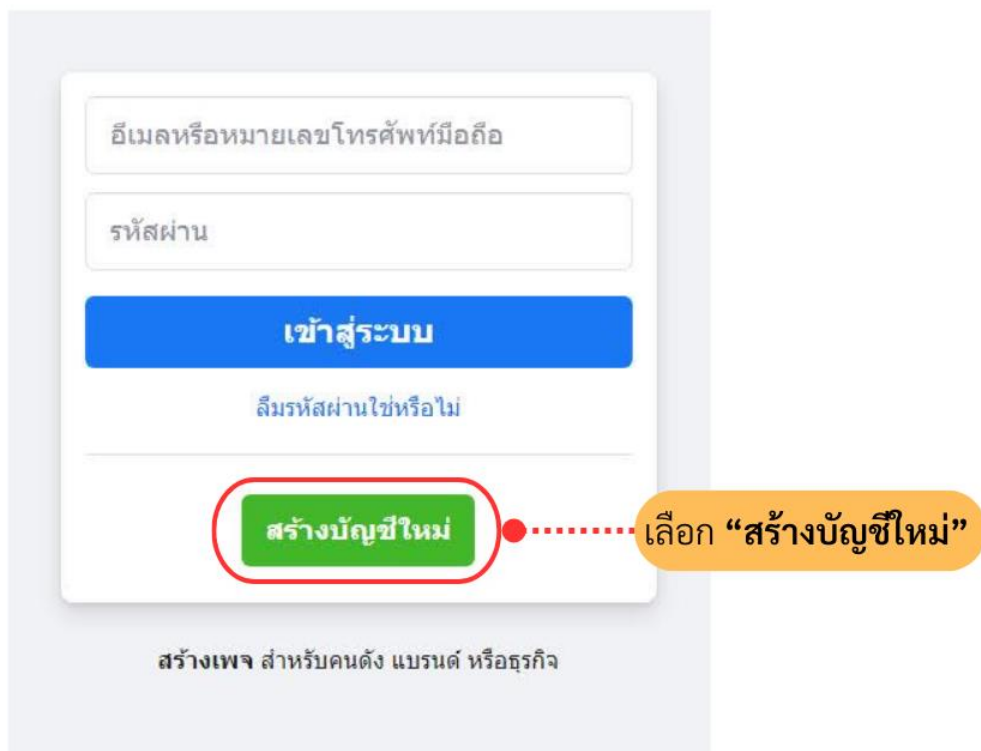 อีเมลหรือหมายเลขโทรศัพท์มือถือ
รหัสผ่าน
เข้าสู่ระบบ
ลืมรหัสผ่านใช่หรือไม่
สร้างบัญชีใหม่
เลือก “สร้างบัญชีใหม่”
สร้างเพจ สำหรับคนดัง แบรนด์ หรือธุรกิจ